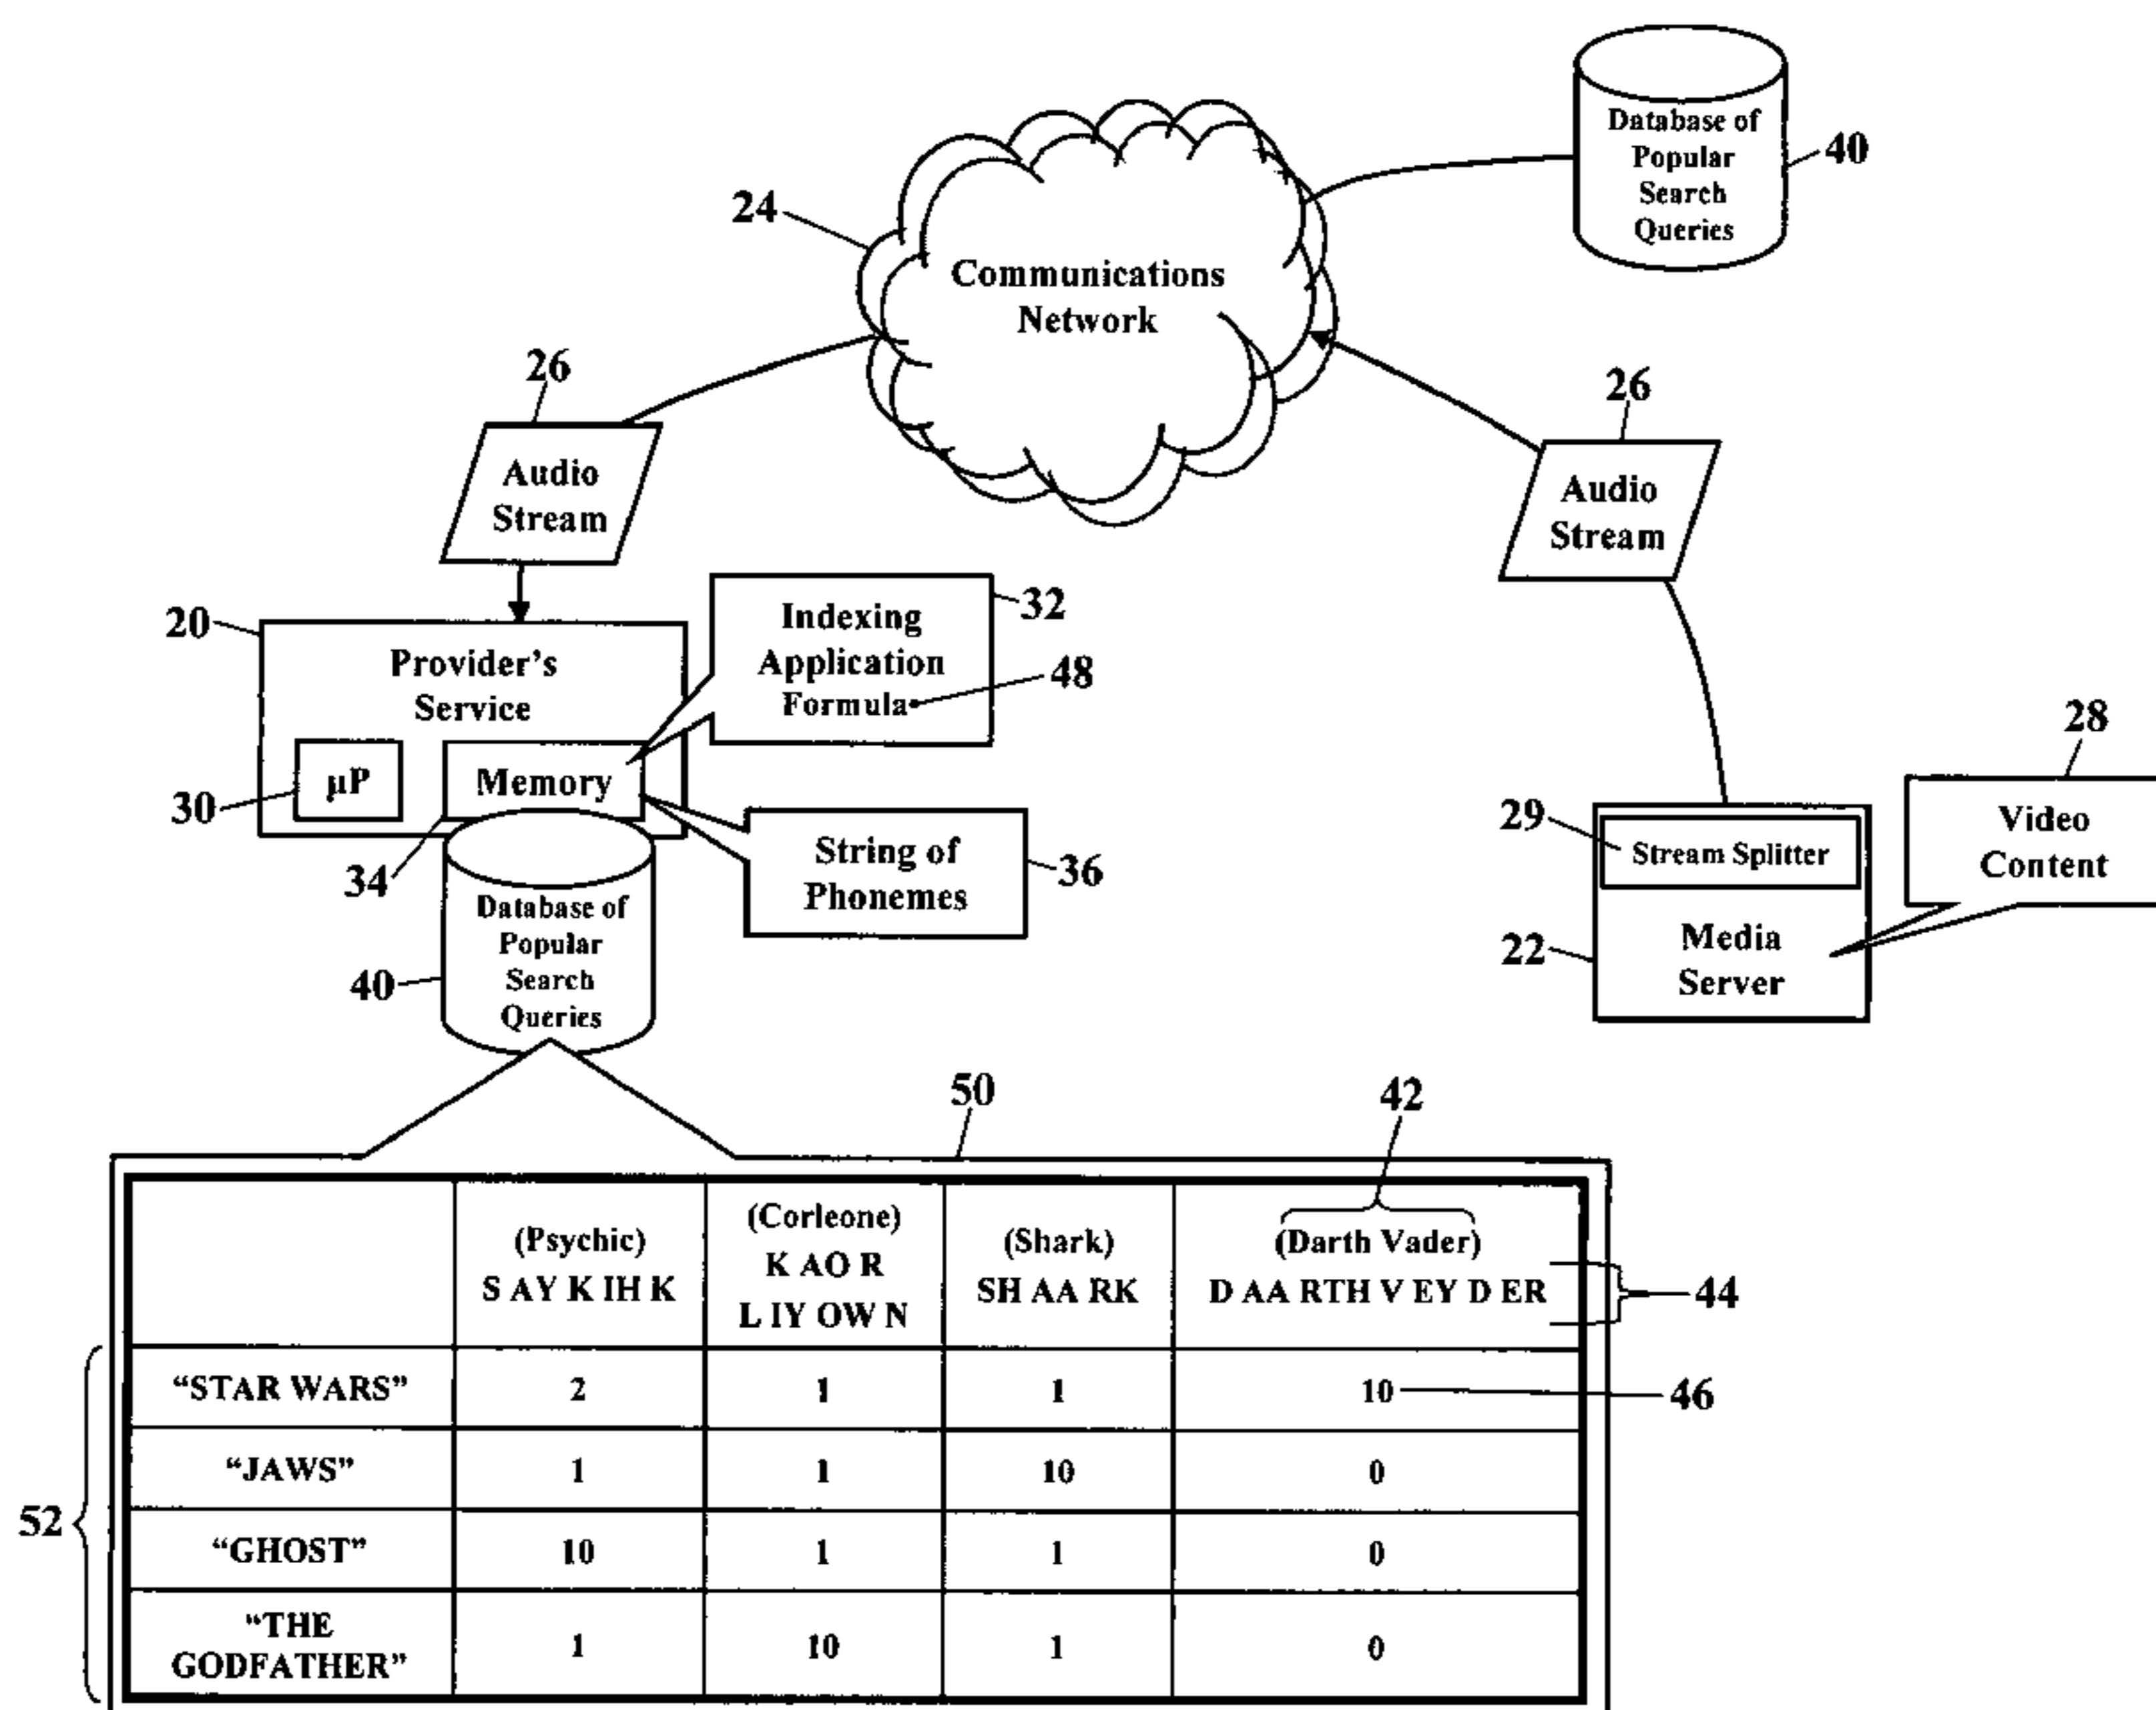 Database of
Popular
Search
Queries
40
24
Communications
Network
26
Audio
Stream
26
Audio
Stream
20
Provider's
Service
μP
30
Memory
34
Indexing
Application
Formula
32
48
String of
Phonemes
36
Database of
Popular
Search
Queries
40
28
Video
Content
29
Stream Splitter
22
Media
Server
50
42
(Psychic)
S AY K IH K
(Corleone)
K AO R
L IY OW N
(Shark)
SH AA RK
(Darth Vader)
D AA RTH V EY D ER
44
“STAR WARS” 2 1 1 10
46
“JAWS” 1 1 10 0
52
“GHOST” 10 1 1 0
“THE
GODFATHER” 1 10 1 0